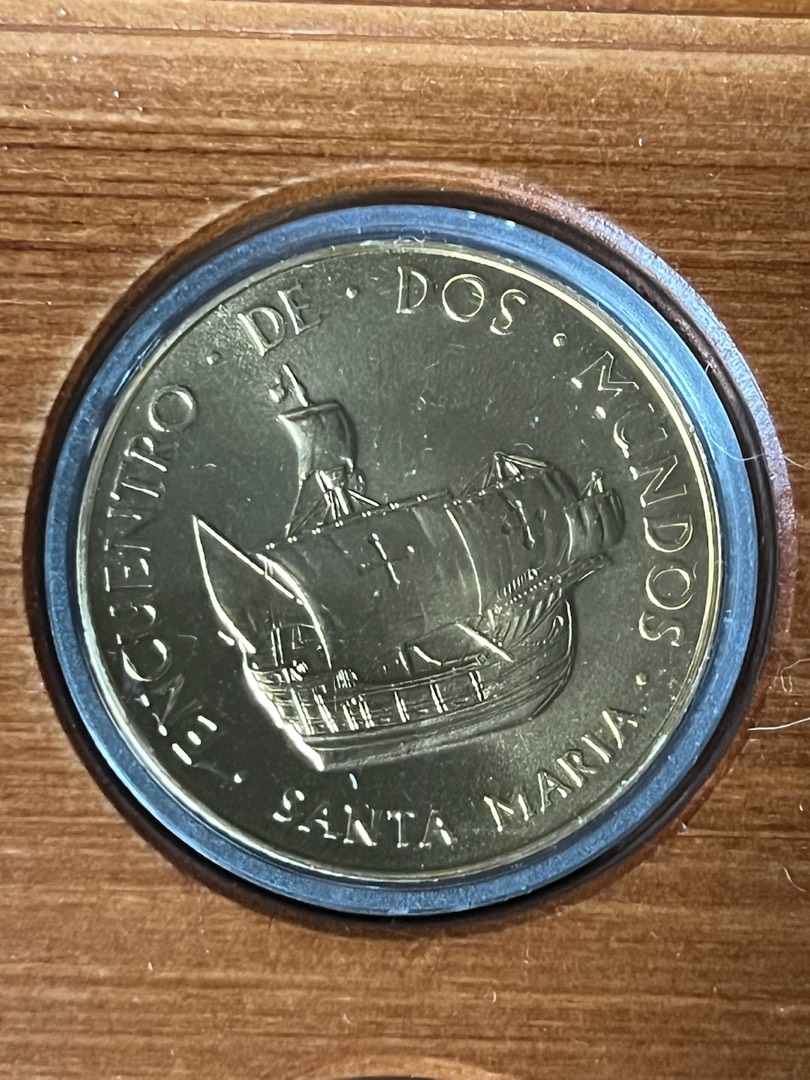 ENCUENTRO · DE · DOS · MUNDOS ·
SANTA MARIA ·